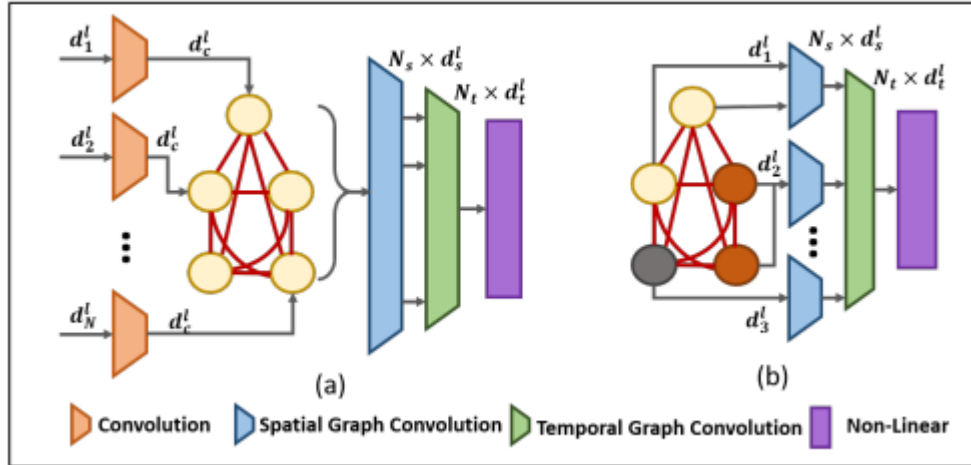 d_1^l d_c^l
N_s × d_s^l
N_t × d_t^l
d_2^l d_c^l
d_N^l d_c^l
(a)
d_1^l N_s × d_s^l
N_t × d_t^l
d_2^l
d_3^l
(b)
Convolution Spatial Graph Convolution Temporal Graph Convolution Non-Linear